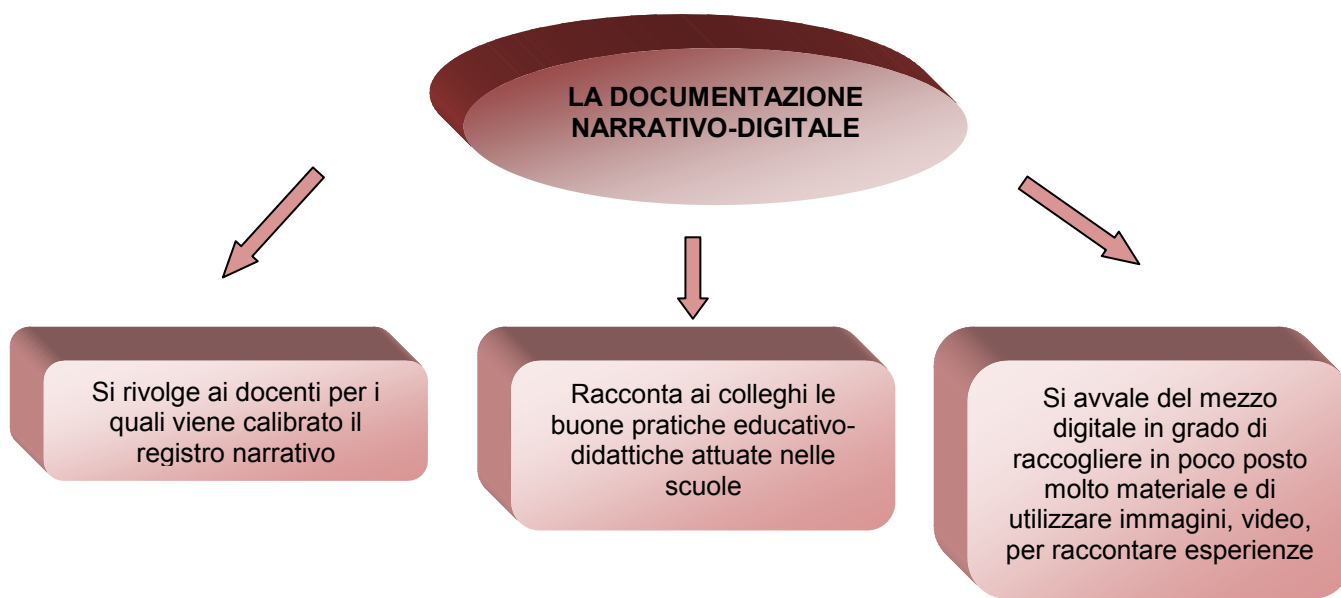 LA DOCUMENTAZIONE
NARRATIVO-DIGITALE
Si rivolge ai docenti per i
quali viene calibrato il
registro narrativo
Racconta ai colleghi le
buone pratiche educativo-
didattiche attuate nelle
scuole
Si avvale del mezzo
digitale in grado di
raccogliere in poco posto
molto materiale e di
utilizzare immagini, video,
per raccontare esperienze